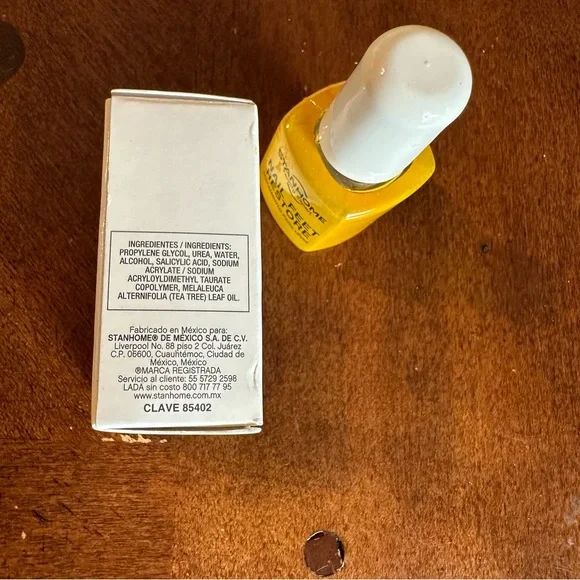 INGREDIENTES / INGREDIENTS:
PROPYLENE GLYCOL, UREA, WATER,
ALCOHOL, SALICYLIC ACID, SODIUM
ACRYLATE / SODIUM
ACRYLOYLDIMETHYL TAURATE
COPOLYMER, MELALEUCA
ALTERNIFOLIA (TEA TREE) LEAF OIL.
Fabricado en México para:
STANHOME® DE MÉXICO S.A. DE C.V.
Liverpool No. 88 piso 2 Col. Juárez
C.P. 06600, Cuauhtémoc, Ciudad de
México, México
®MARCA REGISTRADA
Servicio al cliente: 55 5729 2598
LADA sin costo 800 717 77 95
www.stanhome.com.mx
CLAVE 85402
STANHOME
NAIL FEET
RESTORE